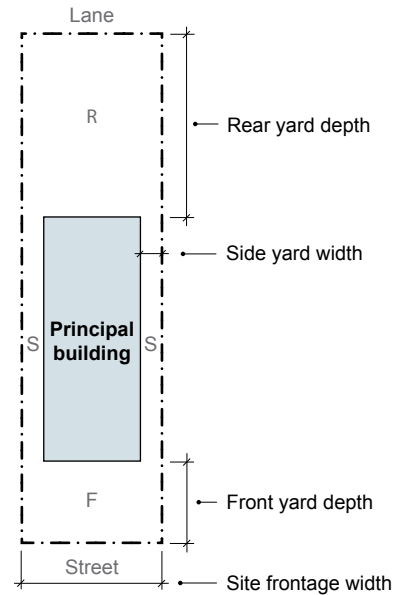 Lane
R
Rear yard depth
Side yard width
S
Principal
building
S
F
Front yard depth
Street
Site frontage width